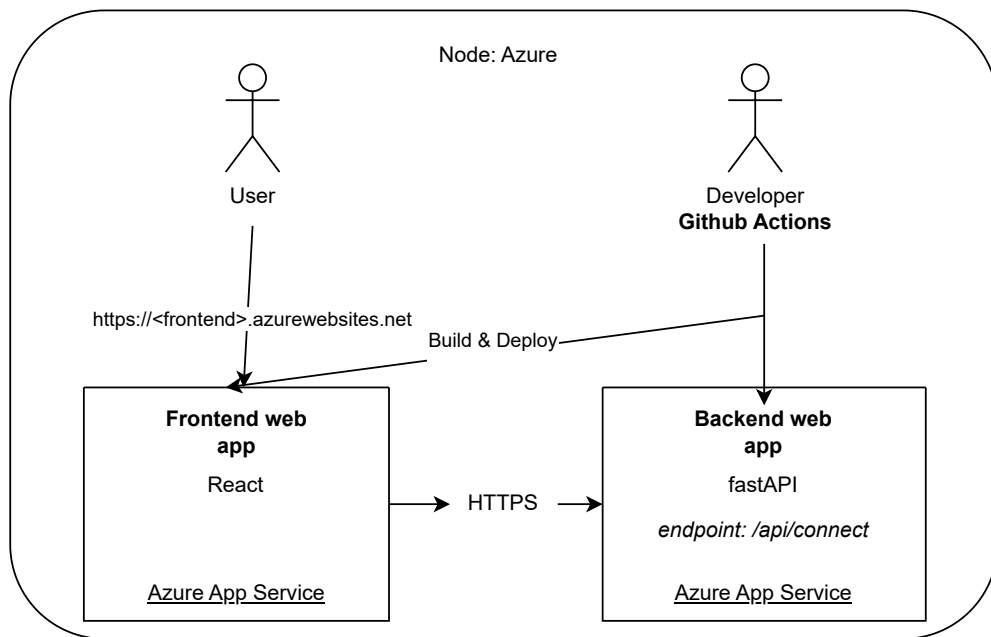 Node: Azure
User
Developer
Github Actions
https://<frontend>.azurewebsites.net
Build & Deploy
Frontend web
app
React
Azure App Service
HTTPS
Backend web
app
fastAPI
endpoint: /api/connect
Azure App Service